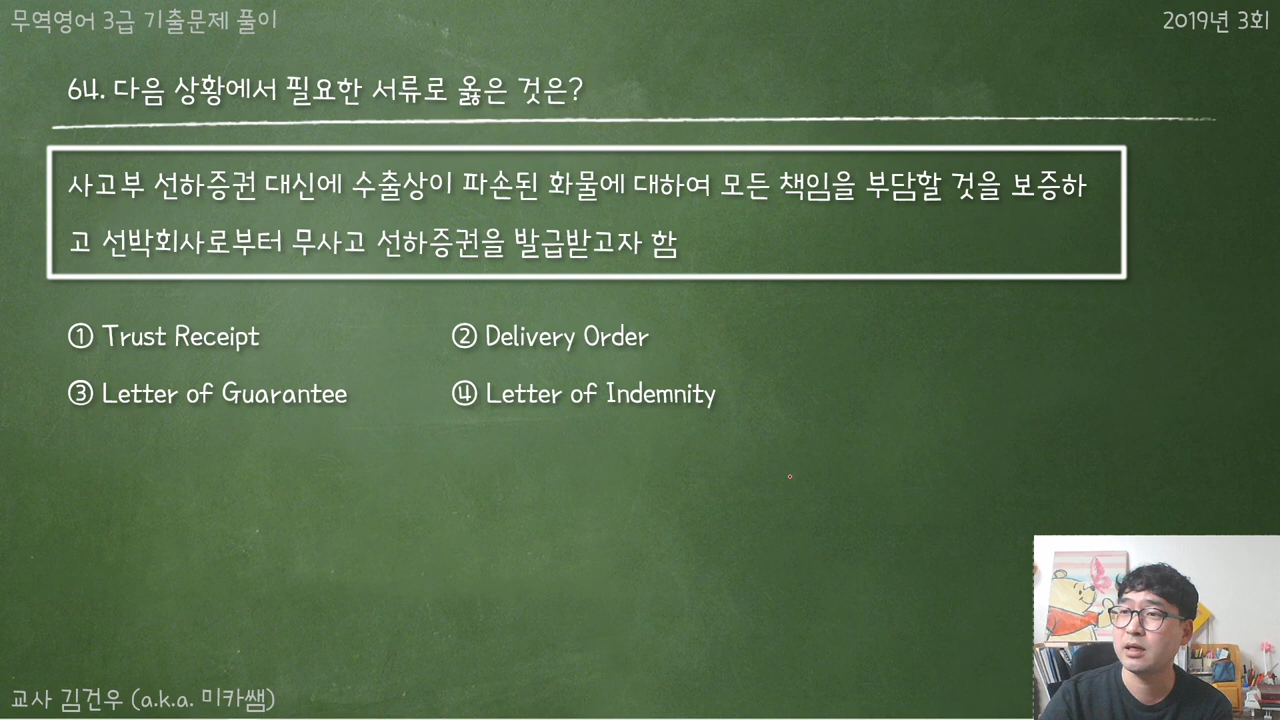 무역영어 3급 기출문제 풀이
2019년 3회
64. 다음 상황에서 필요한 서류로 옳은 것은?
사고부 선하증권 대신에 수출상이 파손된 화물에 대하여 모든 책임을 부담할 것을 보증하
고 선박회사로부터 무사고 선하증권을 발급받고자 함
① Trust Receipt
② Delivery Order
③ Letter of Guarantee
④ Letter of Indemnity
교사 김건우 (a.k.a. 미카쌤)